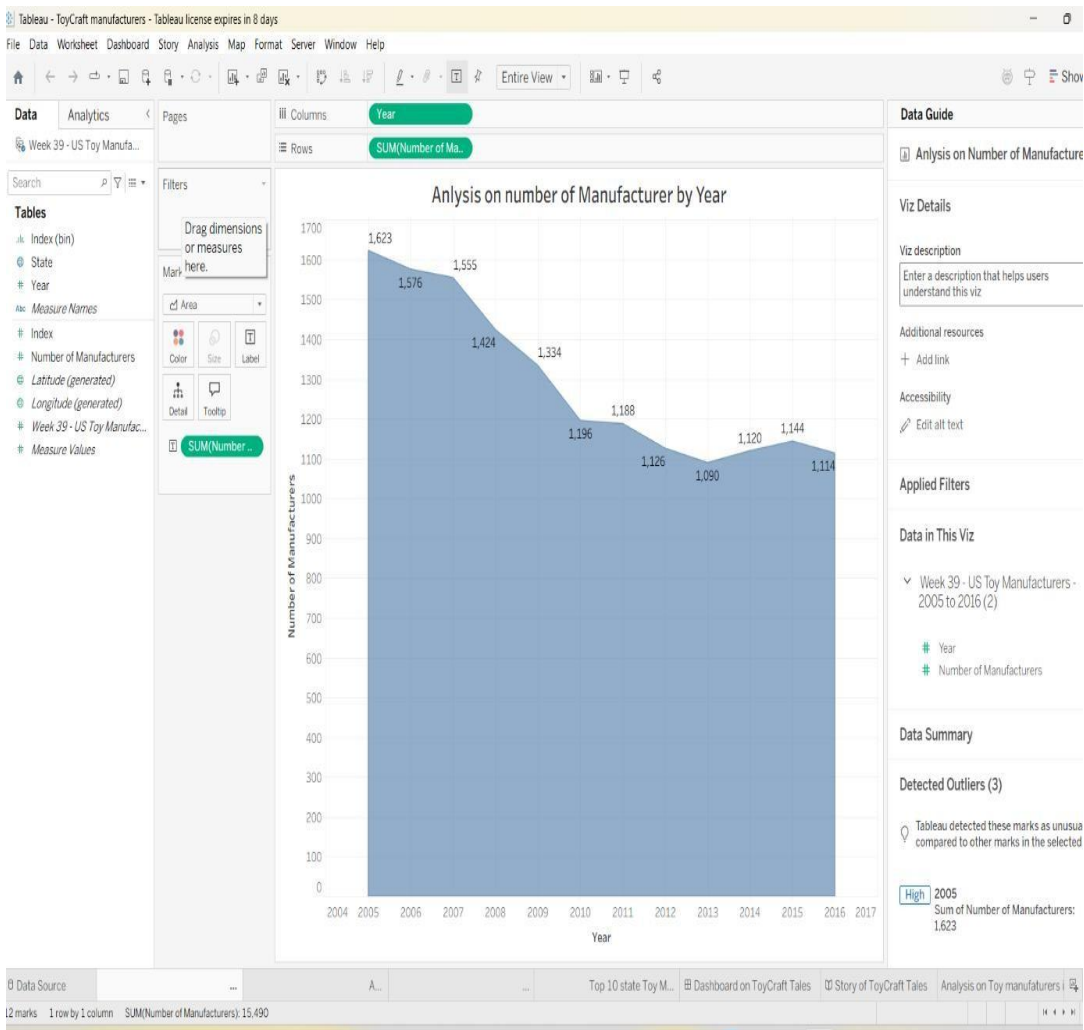 Tableau - ToyCraft manufacturers - Tableau license expires in 8 days
File Data Worksheet Dashboard Story Analysis Map Format Server Window Help
Entire View
Show
Data Analytics
Week 39 - US Toy Manufa...
Search
Tables
Index (bin)
State
Year
Abc Measure Names
Index
Number of Manufacturers
Latitude (generated)
Longitude (generated)
Week 39 - US Toy Manufac...
Measure Values
Pages
Filters
Drag dimensions
or measures
here.
Mark
Area
Color Size Label
Detail Tooltip
SUM(Number ..
Columns Year
Rows SUM(Number of Ma..
Anlysis on number of Manufacturer by Year
Number of Manufacturers
1700
1600
1500
1400
1300
1200
1100
1000
900
800
700
600
500
400
300
200
100
0
1,623
1,576
1,555
1,424
1,334
1,196
1,188
1,126
1,090
1,120
1,144
1,114
2004 2005 2006 2007 2008 2009 2010 2011 2012 2013 2014 2015 2016 2017
Year
Data Guide
Anlysis on Number of Manufacture
Viz Details
Viz description
Enter a description that helps users
understand this viz
Additional resources
+ Add link
Accessibility
Edit alt text
Applied Filters
Data in This Viz
Week 39 - US Toy Manufacturers -
2005 to 2016 (2)
Year
Number of Manufacturers
Data Summary
Detected Outliers (3)
Tableau detected these marks as unusua
compared to other marks in the selected
High 2005
Sum of Number of Manufacturers:
1,623
Data Source ... A... ... Top 10 state Toy M... Dashboard on ToyCraft Tales Story of ToyCraft Tales Analysis on Toy manufaturers i
12 marks 1 row by 1 column SUM(Number of Manufacturers): 15,490